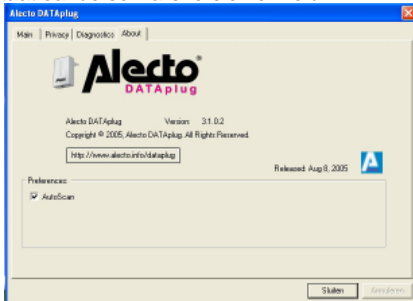 Alecto DATAplug
Main Privacy Diagnostics About
Alecto
DATAplug
Alecto DATAplug Version: 3.1.0.2
Copyright © 2005, Alecto DATAplug. All Rights Reserved.
http://www.alecto.info/dataplug
Released: Aug 8, 2005
Preferences
AutoScan
Sluiten Annuleren